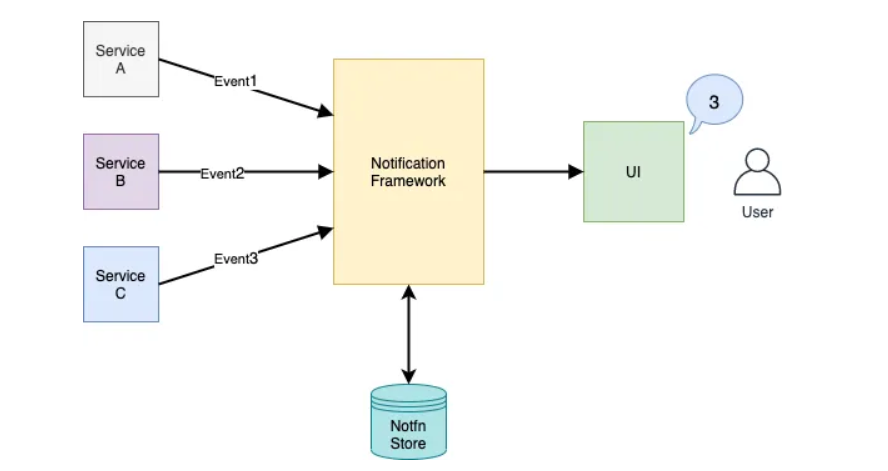 Service
A
Event1
Service
B
Event2
Service
C
Event3
Notification
Framework
UI
3
User
Notfn
Store